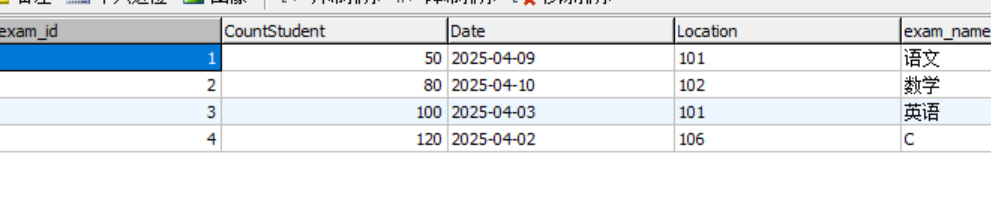 exam_id CountStudent Date Location exam_name
1 50 2025-04-09 101 语文
2 80 2025-04-10 102 数学
3 100 2025-04-03 101 英语
4 120 2025-04-02 106 C